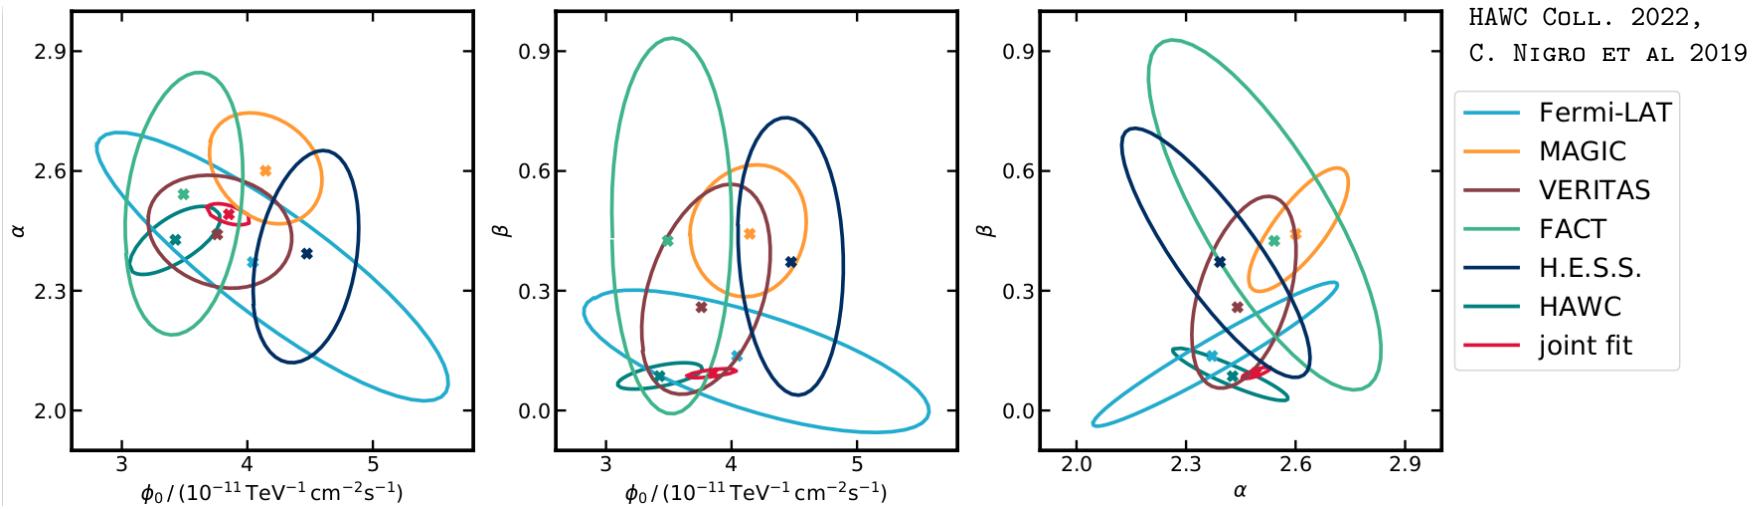 HAWC COLL. 2022,
C. NIGRO ET AL 2019
2.9
2.6
2.3
2.0
α
3 4 5
ϕ₀ / (10⁻¹¹ TeV⁻¹ cm⁻² s⁻¹)
0.9
0.6
0.3
0.0
β
3 4 5
ϕ₀ / (10⁻¹¹ TeV⁻¹ cm⁻² s⁻¹)
0.9
0.6
0.3
0.0
β
2.0 2.3 2.6 2.9
α
Fermi-LAT
MAGIC
VERITAS
FACT
H.E.S.S.
HAWC
joint fit